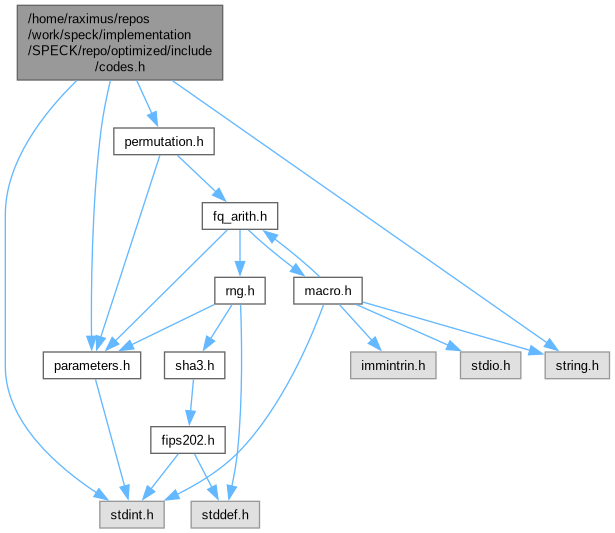 /home/raximus/repos
/work/speck/implementation
/SPECK/repo/optimized/include
/codes.h
permutation.h
fq_arith.h
rng.h
macro.h
parameters.h
sha3.h
immintrin.h
stdio.h
string.h
fips202.h
stdint.h
stddef.h